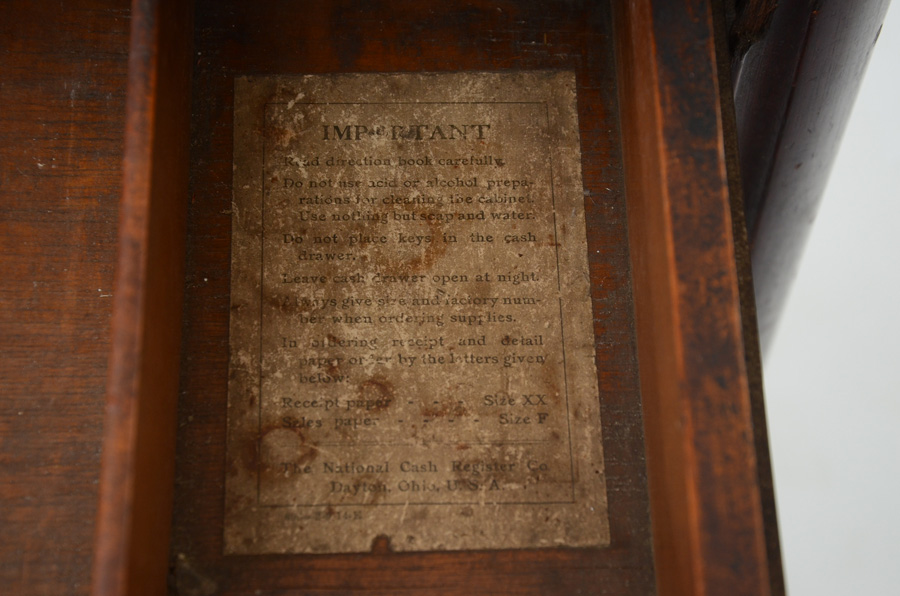 IMPORTANT
Read direction book carefully.
Do not use acid or alcohol prepa-
rations for cleaning the cabinet.
Use nothing but soap and water.
Do not place keys in the cash
drawer.
Leave cash drawer open at night.
Always give size and factory num-
ber when ordering supplies.
In ordering receipt and detail
paper order by the letters given
below:
Receipt paper - - - Size XX
Sales paper - - - - Size F
The National Cash Register Co.
Dayton, Ohio, U. S. A.